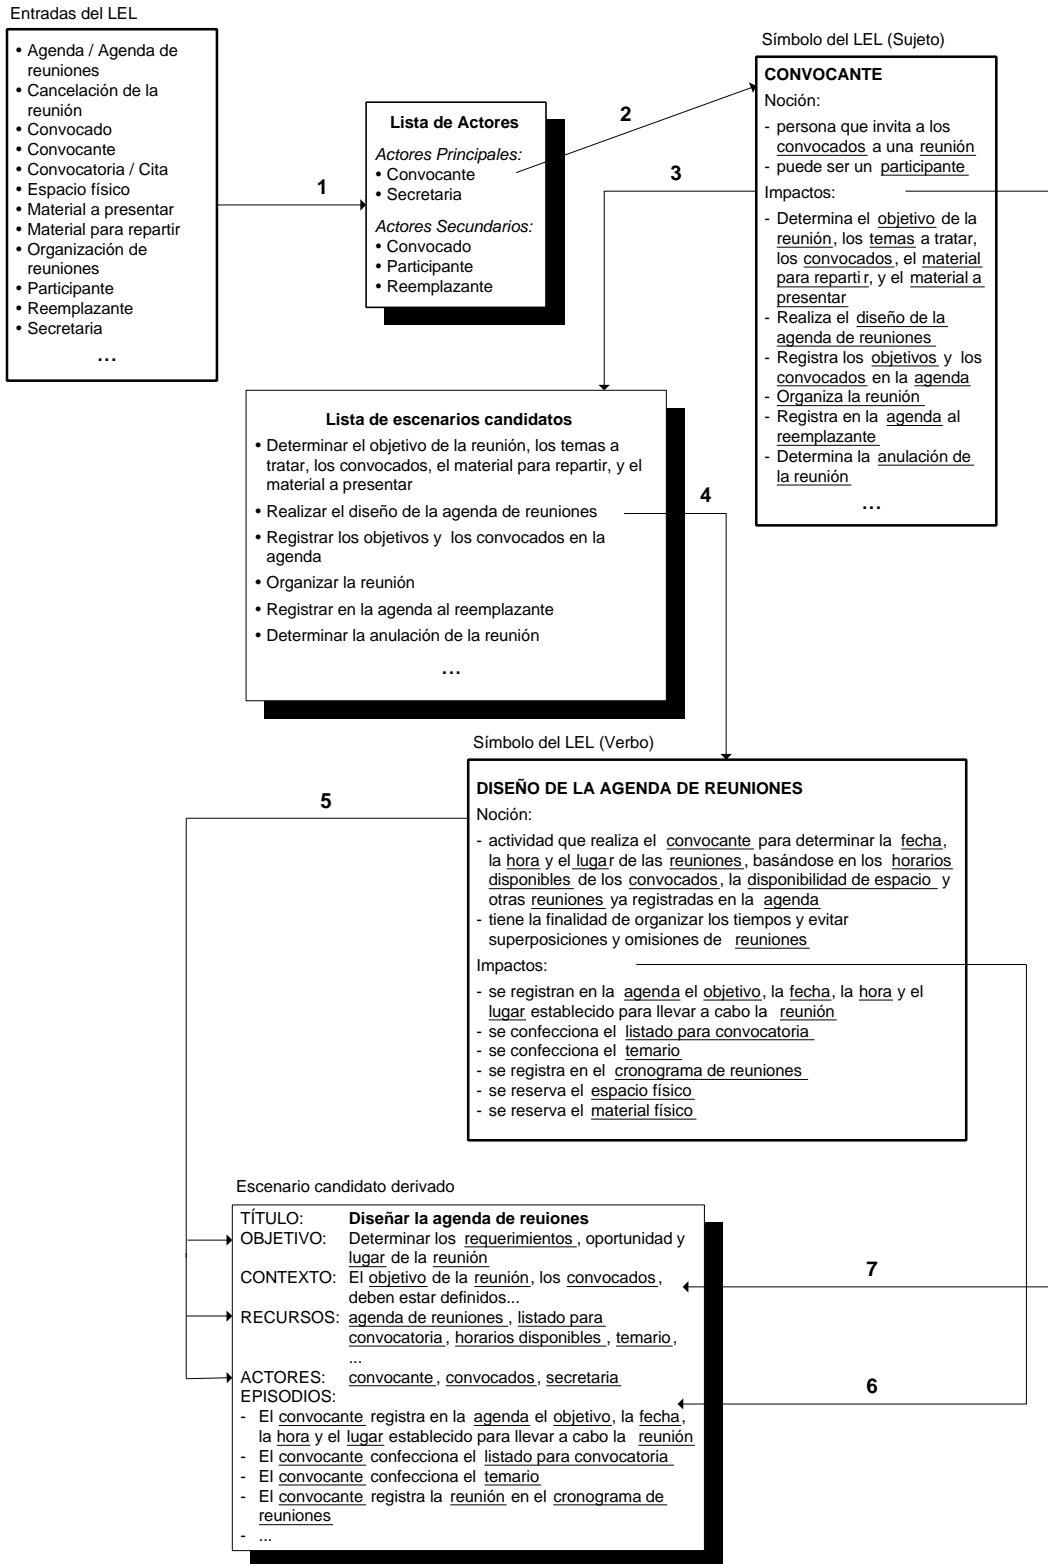 Entradas del LEL
• Agenda / Agenda de
reuniones
• Cancelación de la
reunión
• Convocado
• Convocante
• Convocatoria / Cita
• Espacio físico
• Material a presentar
• Material para repartir
• Organización de
reuniones
• Participante
• Reemplazante
• Secretaria
...
1
Lista de Actores
Actores Principales:
• Convocante
• Secretaria
Actores Secundarios:
• Convocado
• Participante
• Reemplazante
2
Símbolo del LEL (Sujeto)
CONVOCANTE
Noción:
- persona que invita a los
convocados a una reunión
- puede ser un participante
Impactos:
- Determina el objetivo de la
reunión, los temas a tratar,
los convocados, el material
para repartir, y el material a
presentar
- Realiza el diseño de la
agenda de reuniones
- Registra los objetivos y los
convocados en la agenda
- Organiza la reunión
- Registra en la agenda al
reemplazante
- Determina la anulación de
la reunión
...
3
Lista de escenarios candidatos
• Determinar el objetivo de la reunión, los temas a
tratar, los convocados, el material para repartir, y el
material a presentar
• Realizar el diseño de la agenda de reuniones
• Registrar los objetivos y los convocados en la
agenda
• Organizar la reunión
• Registrar en la agenda al reemplazante
• Determinar la anulación de la reunión
...
4
Símbolo del LEL (Verbo)
DISEÑO DE LA AGENDA DE REUNIONES
Noción:
- actividad que realiza el convocante para determinar la fecha,
la hora y el lugar de las reuniones, basándose en los horarios
disponibles de los convocados, la disponibilidad de espacio y
otras reuniones ya registradas en la agenda
- tiene la finalidad de organizar los tiempos y evitar
superposiciones y omisiones de reuniones
Impactos:
- se registran en la agenda el objetivo, la fecha, la hora y el
lugar establecido para llevar a cabo la reunión
- se confecciona el listado para convocatoria
- se confecciona el temario
- se registra en el cronograma de reuniones
- se reserva el espacio físico
- se reserva el material físico
5
Escenario candidato derivado
TÍTULO: Diseñar la agenda de reuiones
OBJETIVO: Determinar los requerimientos, oportunidad y
lugar de la reunión
CONTEXTO: El objetivo de la reunión, los convocados,
deben estar definidos...
RECURSOS: agenda de reuniones, listado para
convocatoria, horarios disponibles, temario,
...
ACTORES: convocante, convocados, secretaria
EPISODIOS:
- El convocante registra en la agenda el objetivo, la fecha,
la hora y el lugar establecido para llevar a cabo la reunión
- El convocante confecciona el listado para convocatoria
- El convocante confecciona el temario
- El convocante registra la reunión en el cronograma de
reuniones
- ...
7
6